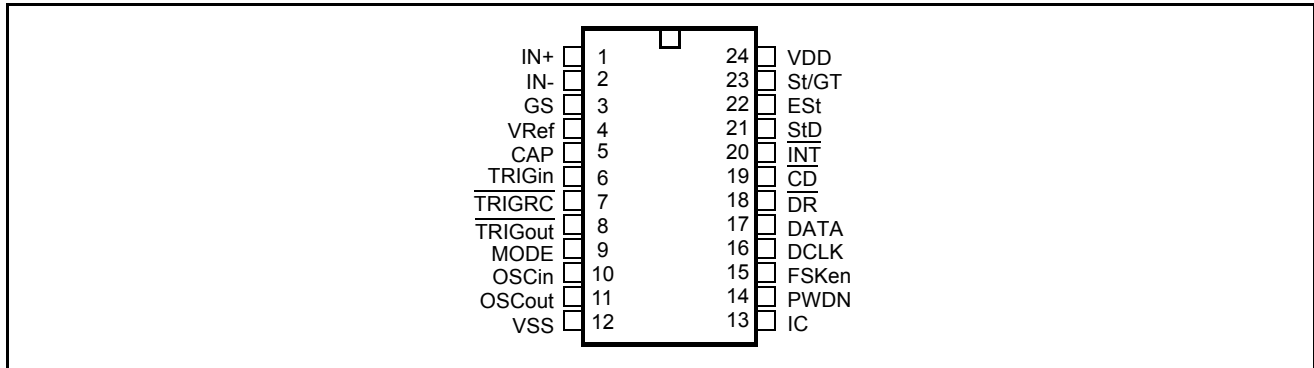 IN+ 1 24 VDD
IN- 2 23 St/GT
GS 3 22 ESt
VRef 4 21 StD
CAP 5 20 INT
TRIGin 6 19 CD
TRIGRC 7 18 DR
TRIGout 8 17 DATA
MODE 9 16 DCLK
OSCin 10 15 FSKen
OSCout 11 14 PWDN
VSS 12 13 IC